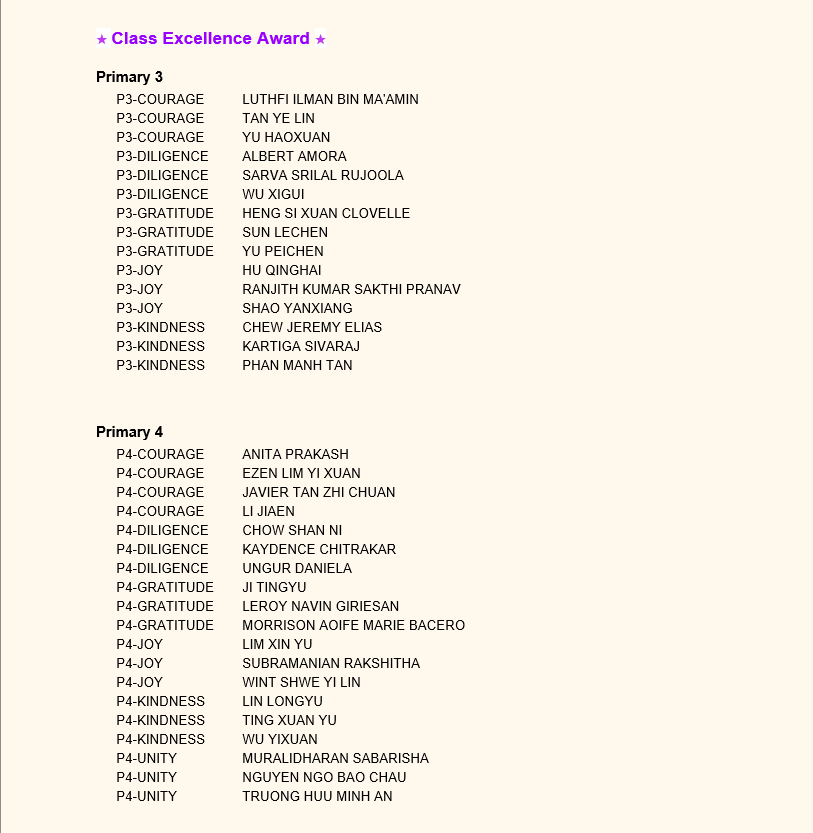 ★ Class Excellence Award ★
Primary 3
P3-COURAGE LUTHFI ILMAN BIN MA'AMIN
P3-COURAGE TAN YE LIN
P3-COURAGE YU HAOXUAN
P3-DILIGENCE ALBERT AMORA
P3-DILIGENCE SARVA SRILAL RUJOOLA
P3-DILIGENCE WU XIGUI
P3-GRATITUDE HENG SI XUAN CLOVELLE
P3-GRATITUDE SUN LECHEN
P3-GRATITUDE YU PEICHEN
P3-JOY HU QINGHAI
P3-JOY RANJITH KUMAR SAKTHI PRANAV
P3-JOY SHAO YANXIANG
P3-KINDNESS CHEW JEREMY ELIAS
P3-KINDNESS KARTIGA SIVARAJ
P3-KINDNESS PHAN MANH TAN
Primary 4
P4-COURAGE ANITA PRAKASH
P4-COURAGE EZEN LIM YI XUAN
P4-COURAGE JAVIER TAN ZHI CHUAN
P4-COURAGE LI JIAEN
P4-DILIGENCE CHOW SHAN NI
P4-DILIGENCE KAYDENCE CHITRAKAR
P4-DILIGENCE UNGUR DANIELA
P4-GRATITUDE JI TINGYU
P4-GRATITUDE LEROY NAVIN GIRIESAN
P4-GRATITUDE MORRISON AOIFE MARIE BACERO
P4-JOY LIM XIN YU
P4-JOY SUBRAMANIAN RAKSHITHA
P4-JOY WINT SHWE YI LIN
P4-KINDNESS LIN LONGYU
P4-KINDNESS TING XUAN YU
P4-KINDNESS WU YIXUAN
P4-UNITY MURALIDHARAN SABARISHA
P4-UNITY NGUYEN NGO BAO CHAU
P4-UNITY TRUONG HUU MINH AN